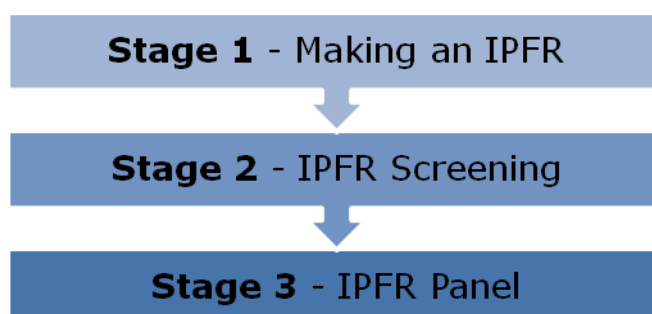 Stage 1 - Making an IPFR
Stage 2 - IPFR Screening
Stage 3 - IPFR Panel